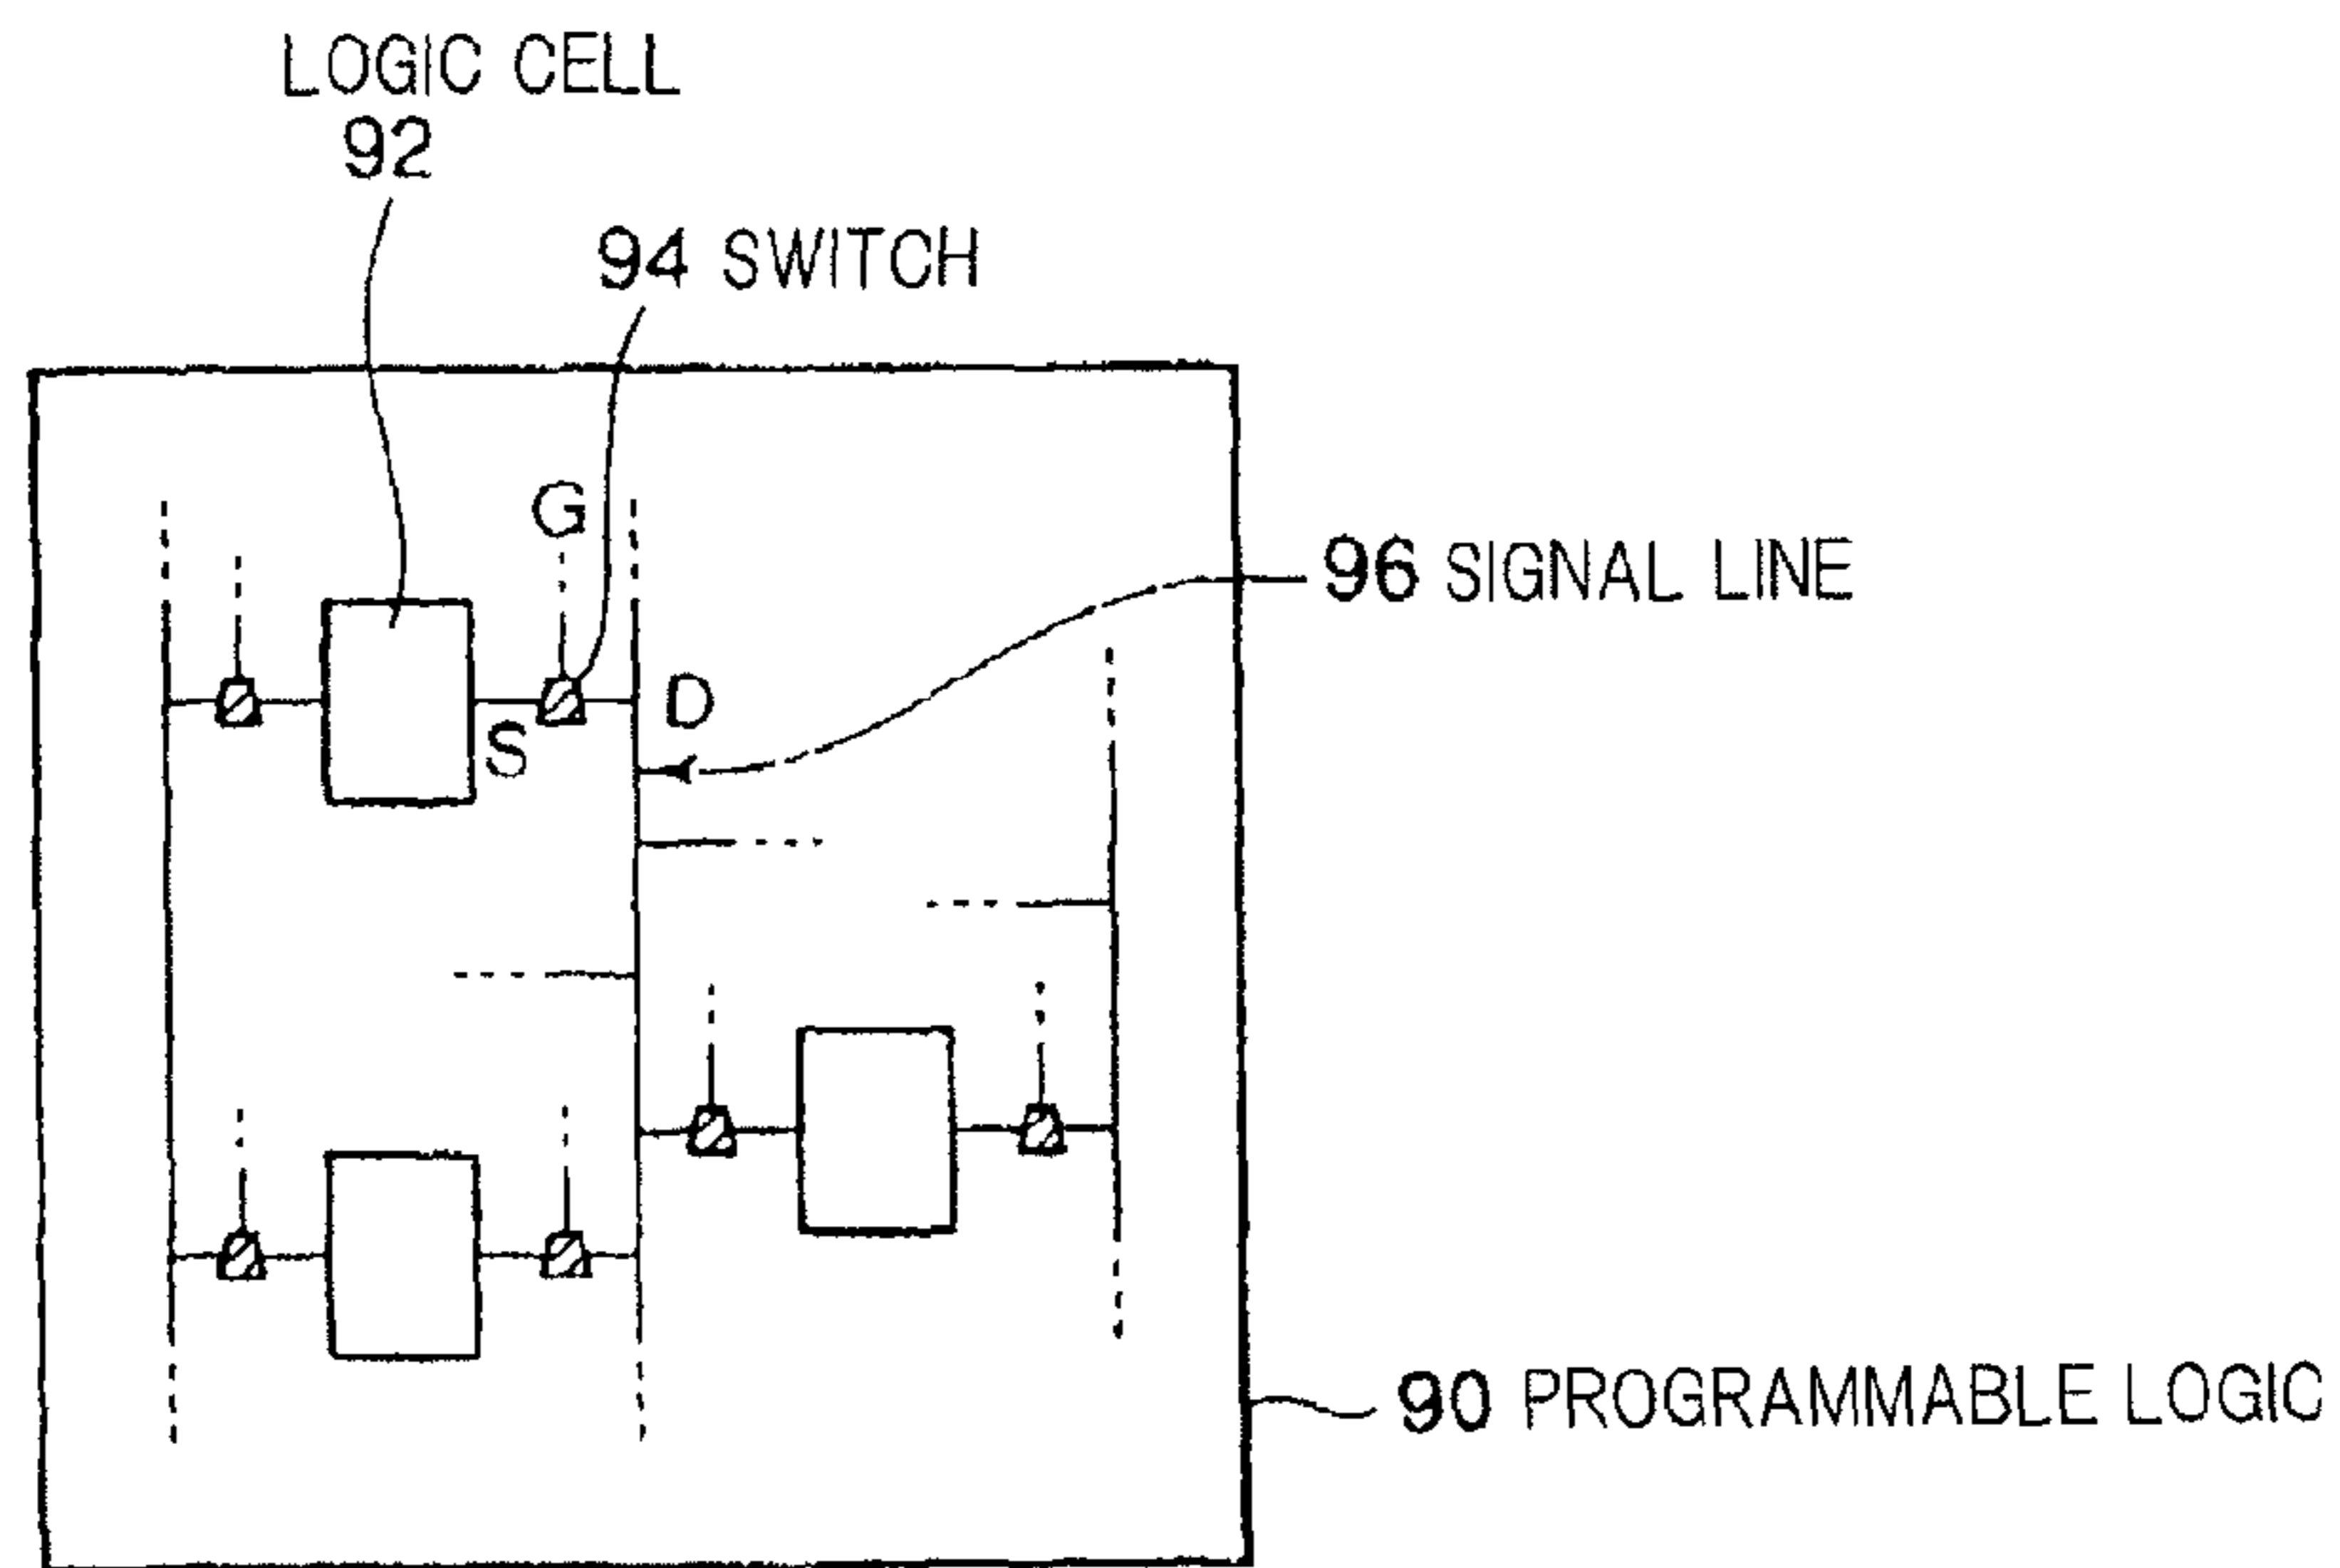 LOGIC CELL
92
94 SWITCH
G
96 SIGNAL LINE
D
S
90 PROGRAMMABLE LOGIC